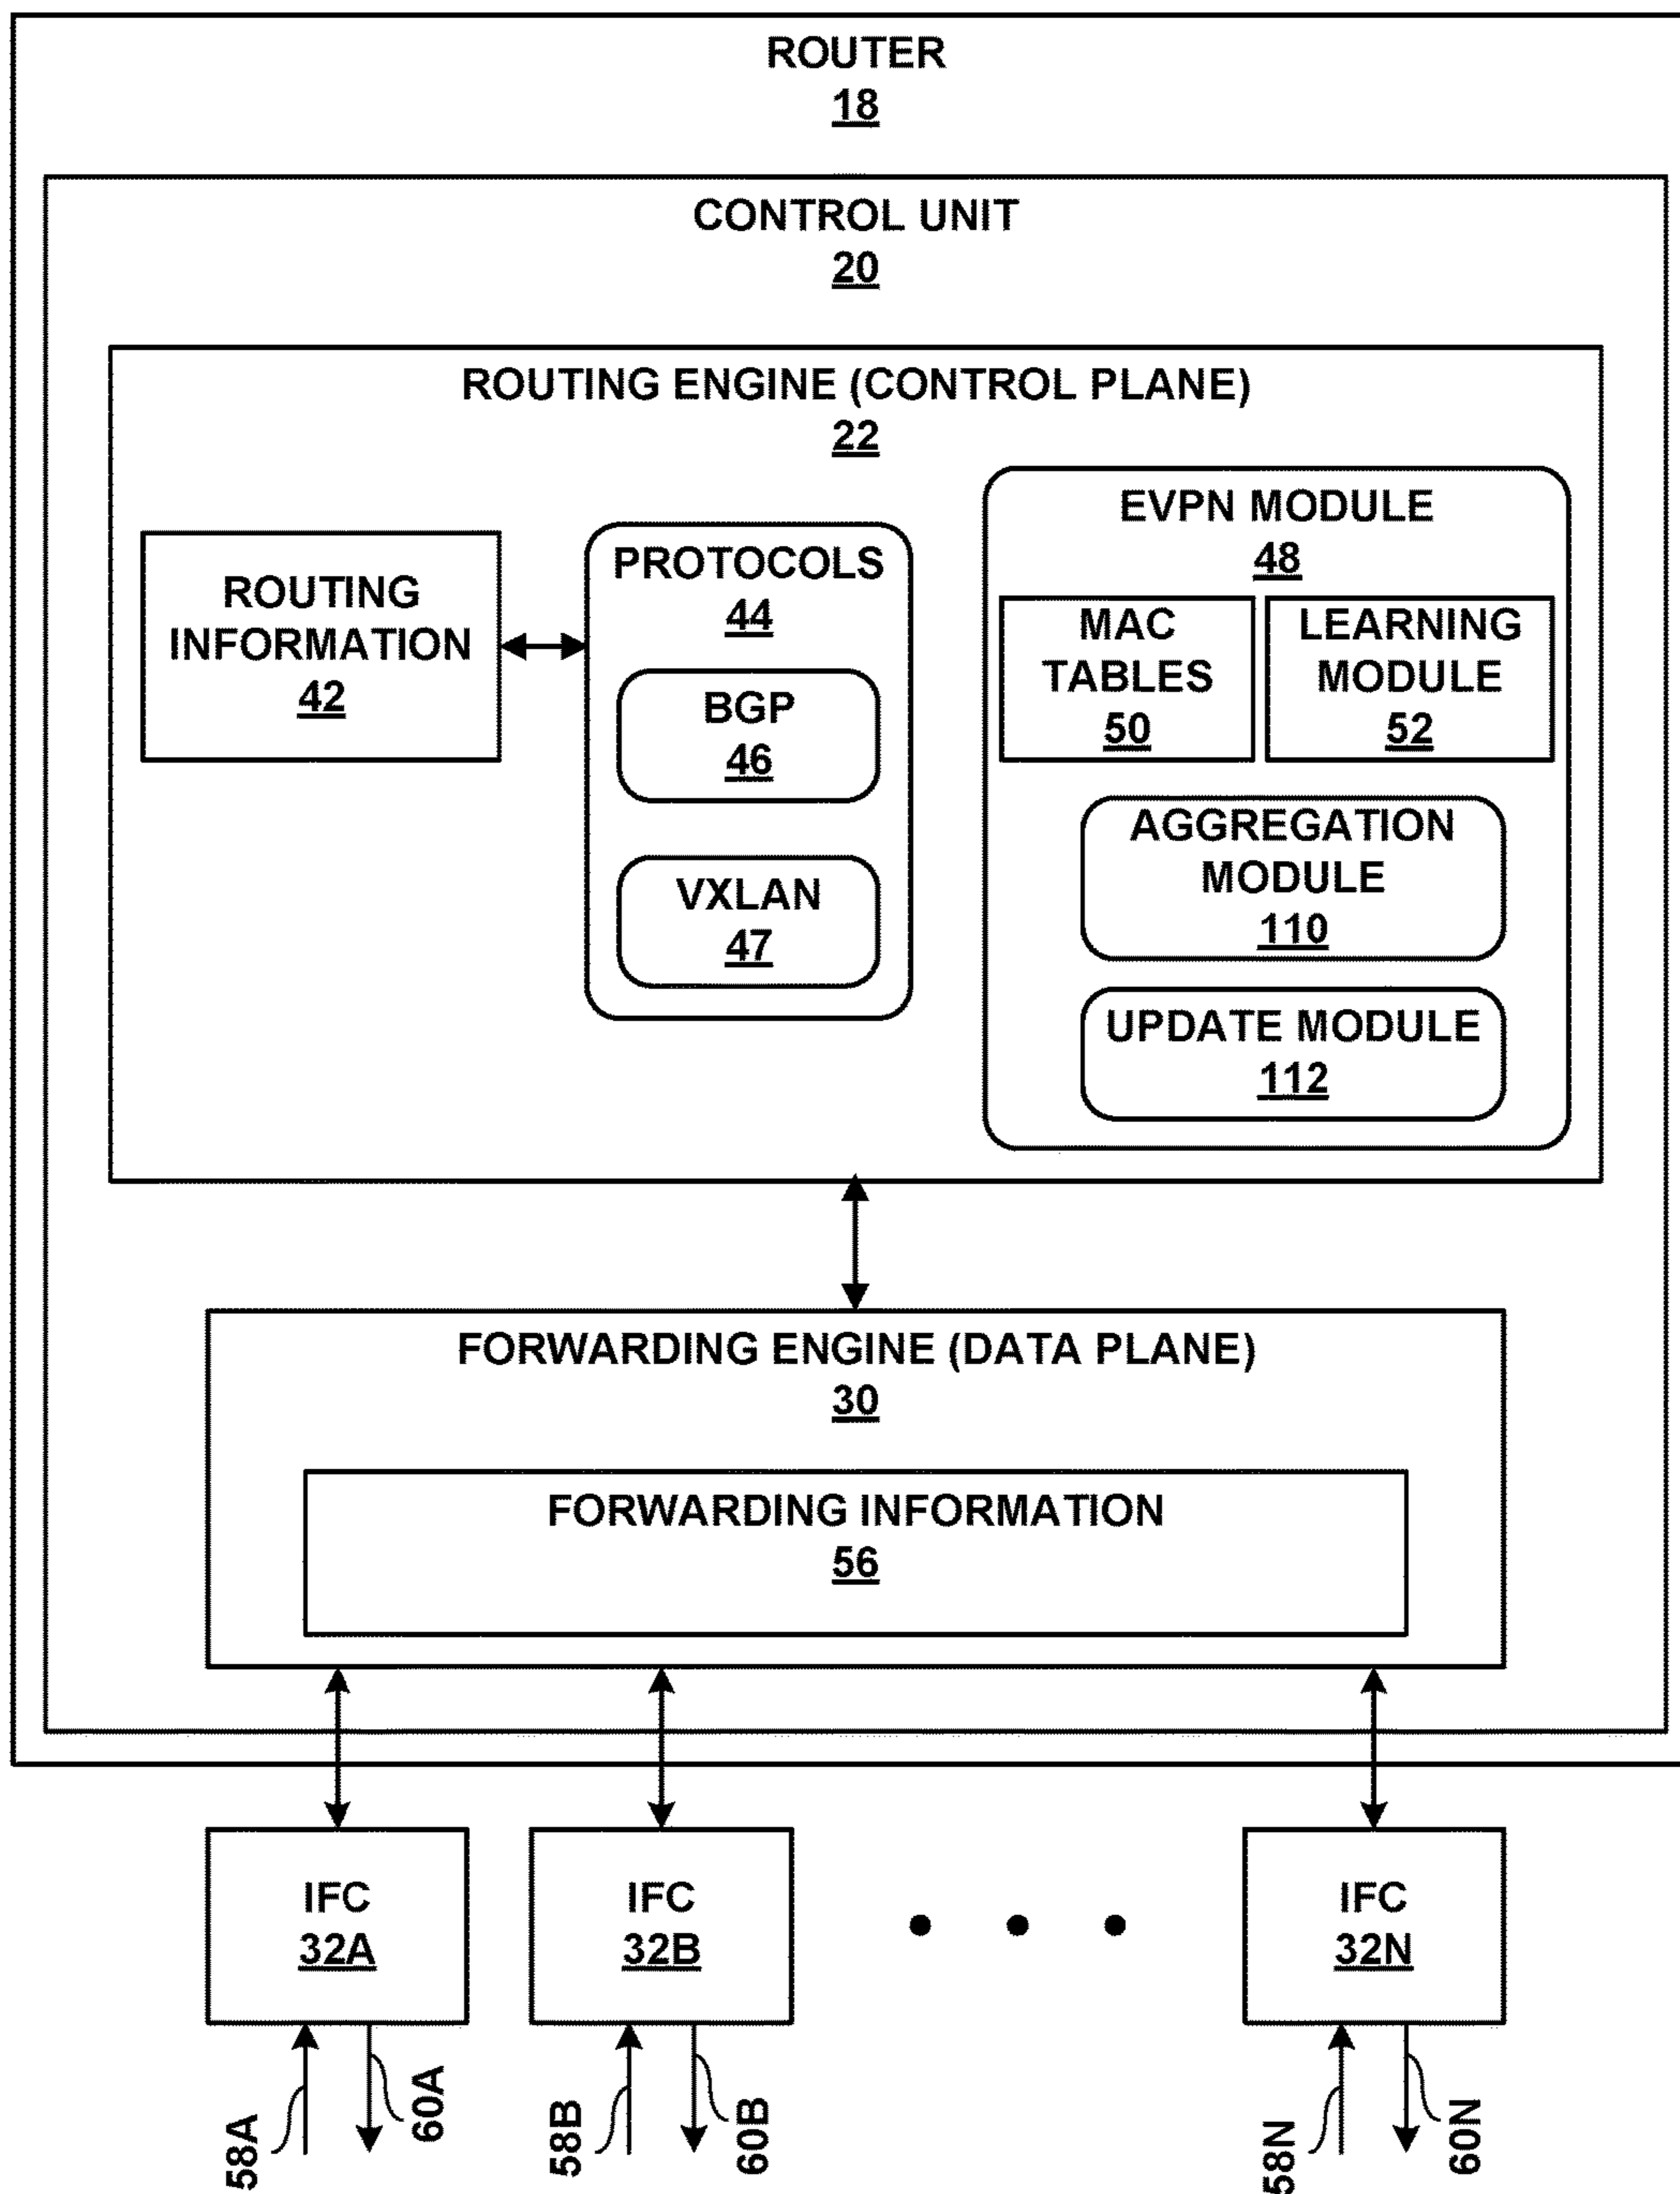 ROUTER
18
CONTROL UNIT
20
ROUTING ENGINE (CONTROL PLANE)
22
ROUTING
INFORMATION
42
PROTOCOLS
44
BGP
46
VXLAN
47
EVPN MODULE
48
MAC
TABLES
50
LEARNING
MODULE
52
AGGREGATION
MODULE
110
UPDATE MODULE
112
FORWARDING ENGINE (DATA PLANE)
30
FORWARDING INFORMATION
56
IFC
32A
IFC
32B
IFC
32N
58A
60A
58B
60B
58N
60N